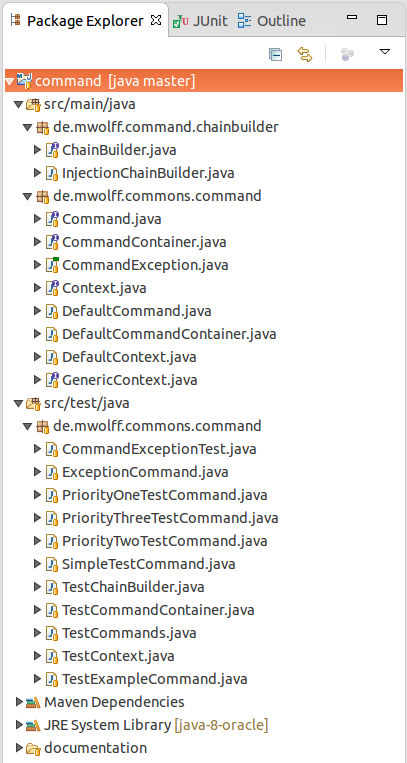 Package Explorer JUnit Outline
command [java master]
src/main/java
de.mwolff.command.chainbuilder
ChainBuilder.java
InjectionChainBuilder.java
de.mwolff.commons.command
Command.java
CommandContainer.java
CommandException.java
Context.java
DefaultCommand.java
DefaultCommandContainer.java
DefaultContext.java
GenericContext.java
src/test/java
de.mwolff.commons.command
CommandExceptionTest.java
ExceptionCommand.java
PriorityOneTestCommand.java
PriorityThreeTestCommand.java
PriorityTwoTestCommand.java
SimpleTestCommand.java
TestChainBuilder.java
TestCommandContainer.java
TestCommands.java
TestContext.java
TestExampleCommand.java
Maven Dependencies
JRE System Library [java-8-oracle]
documentation